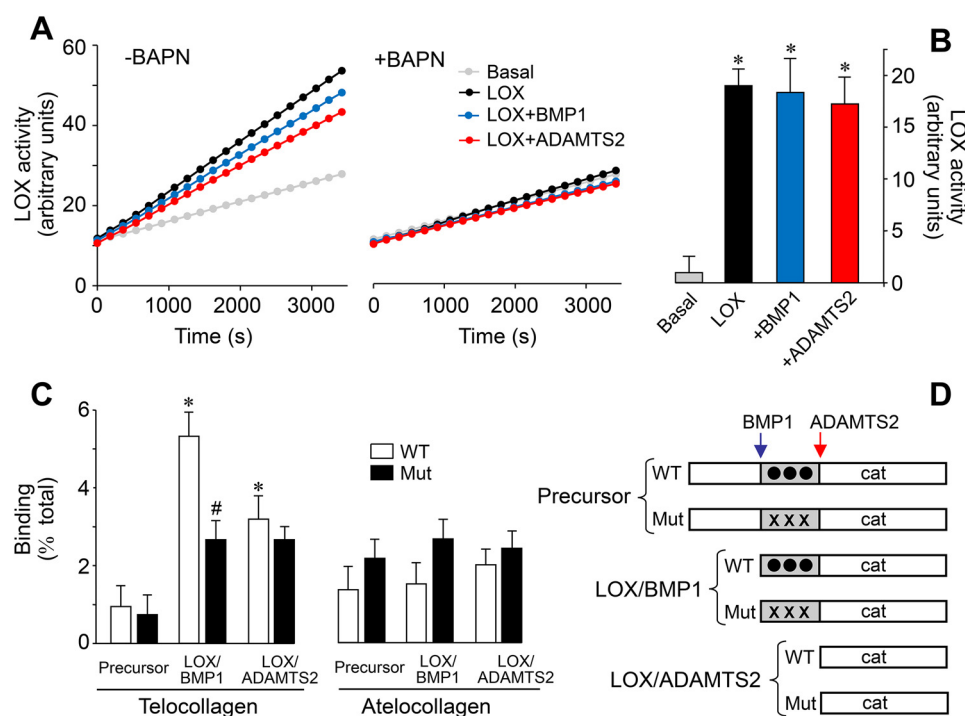 A
-BAPN
+BAPN
60
40
20
0
LOX activity
(arbitrary units)
0 1000 2000 3000
Time (s)
0 1000 2000 3000
Time (s)
Basal
LOX
LOX+BMP1
LOX+ADAMTS2
B
* * *
20
15
10
5
0
LOX activity
(arbitrary units)
Basal
LOX
+BMP1
+ADAMTS2
C
6
4
2
0
Binding
(% total)
*
#
*
WT
Mut
Precursor
LOX/
BMP1
LOX/
ADAMTS2
Precursor
LOX/
BMP1
LOX/
ADAMTS2
Telocollagen
Atelocollagen
D
BMP1
ADAMTS2
Precursor
WT
cat
Mut
X X X
cat
LOX/BMP1
WT
cat
Mut
X X X
cat
LOX/ADAMTS2
WT
cat
Mut
cat